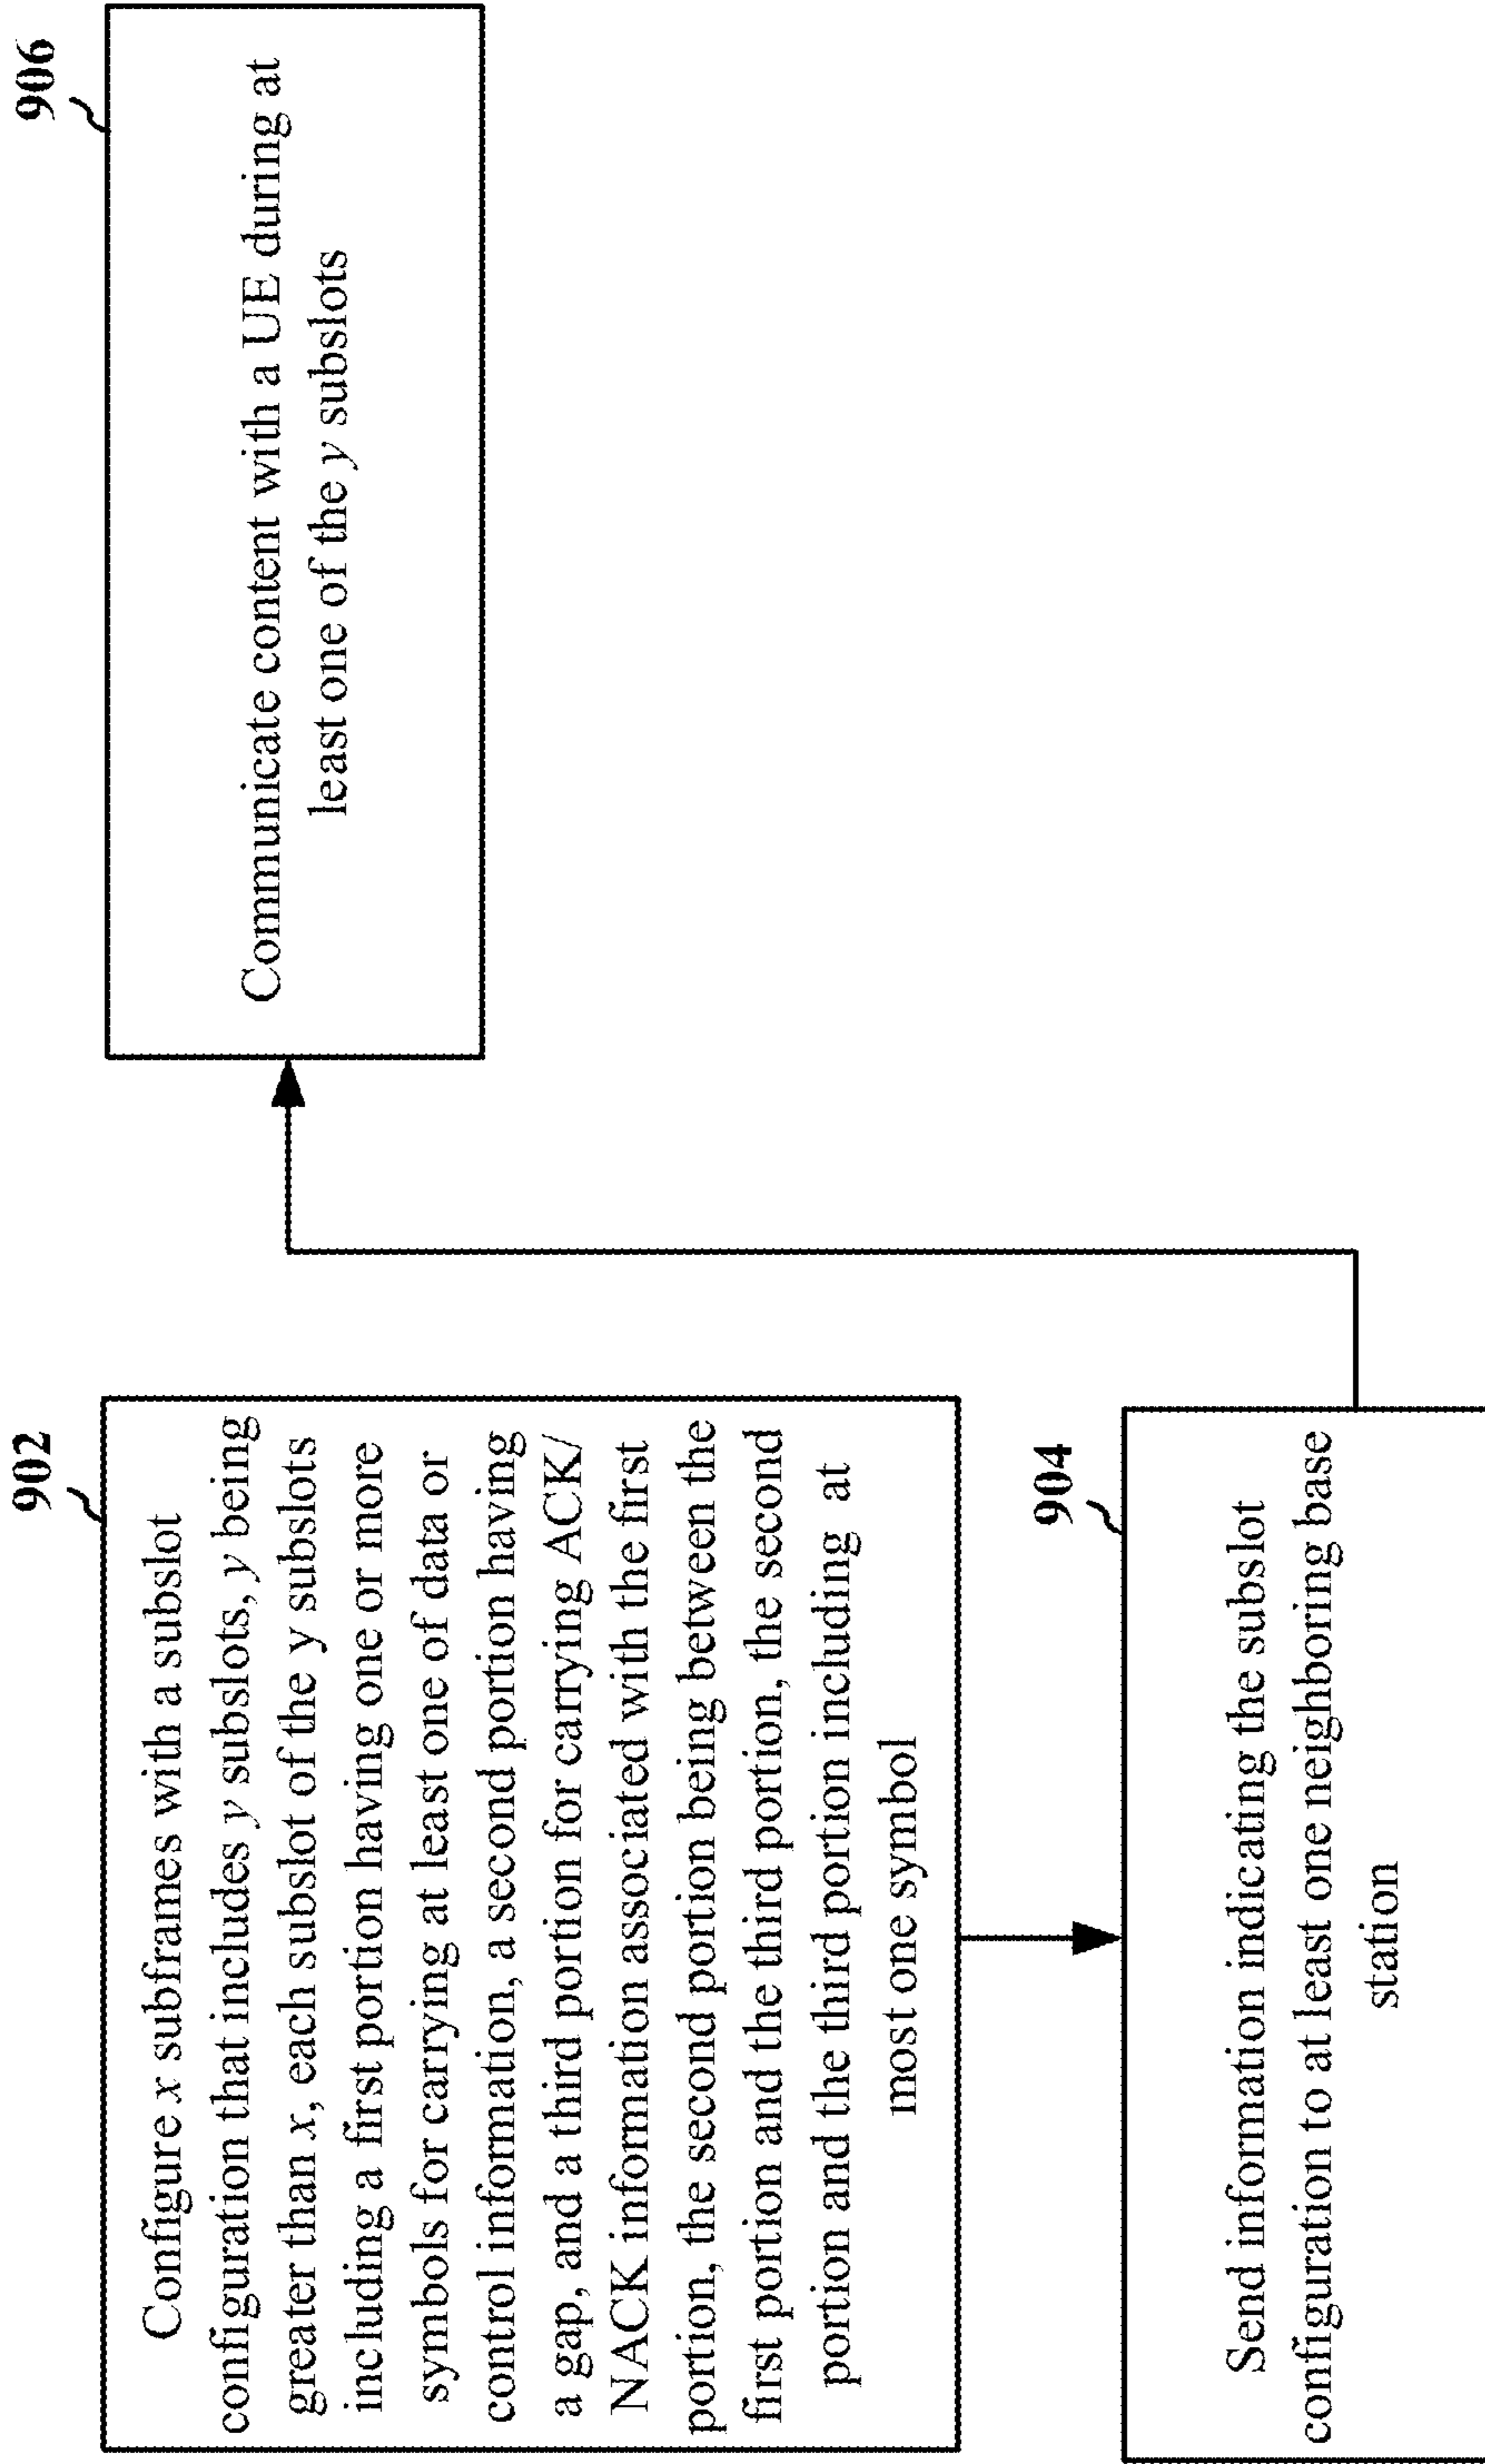 902
Configure x subframes with a subslot
configuration that includes y subslots, y being
greater than x, each subslot of the y subslots
including a first portion having one or more
symbols for carrying at least one of data or
control information, a second portion having
a gap, and a third portion for carrying ACK/
NACK information associated with the first
portion, the second portion being between the
first portion and the third portion, the second
portion and the third portion including at
most one symbol
904
Send information indicating the subslot
configuration to at least one neighboring base
station
906
Communicate content with a UE during at
least one of the y subslots